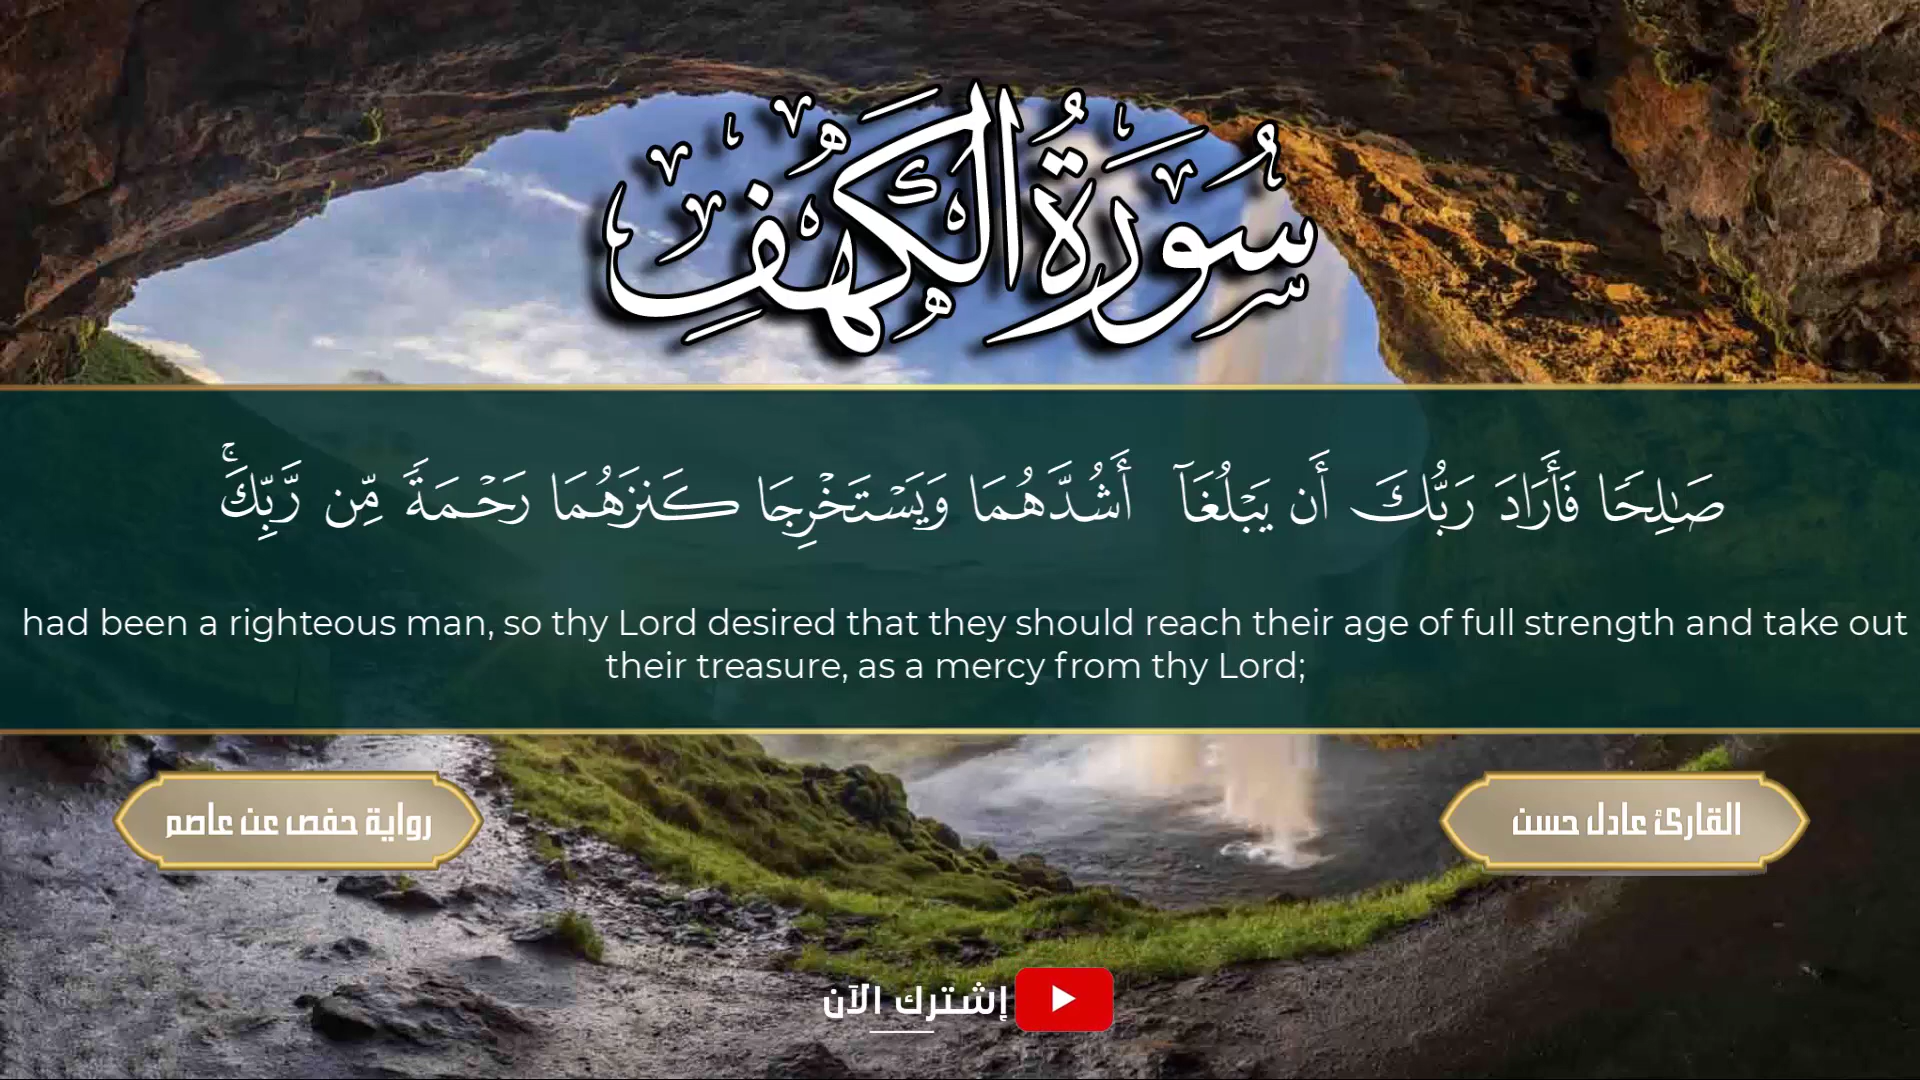 سُورَةُ الْكَهْفِ
صَـٰلِحًا فَأَرَادَ رَبُّكَ أَن يَبْلُغَآ أَشُدَّهُمَا وَيَسْتَخْرِجَا كَنزَهُمَا رَحْمَةً مِّن رَّبِّكَۚ
had been a righteous man, so thy Lord desired that they should reach their age of full strength and take out
their treasure, as a mercy from thy Lord;
القارئ عادل حسن
رواية حفص عن عاصم
إشترك الآن